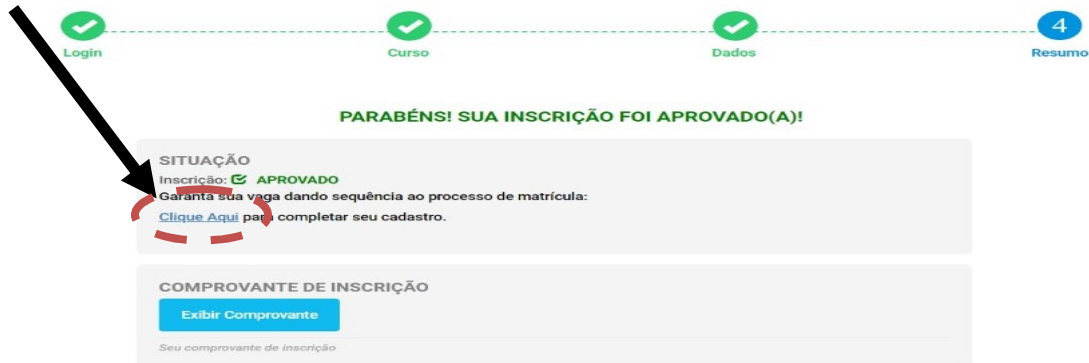 4
Login
Curso
Dados
Resumo
PARABÉNS! SUA INSCRIÇÃO FOI APROVADO(A)!
SITUAÇÃO
Inscrição: APROVADO
Garanta sua vaga dando sequência ao processo de matrícula:
Clique Aqui para completar seu cadastro.
COMPROVANTE DE INSCRIÇÃO
Exibir Comprovante
Seu comprovante de inscrição